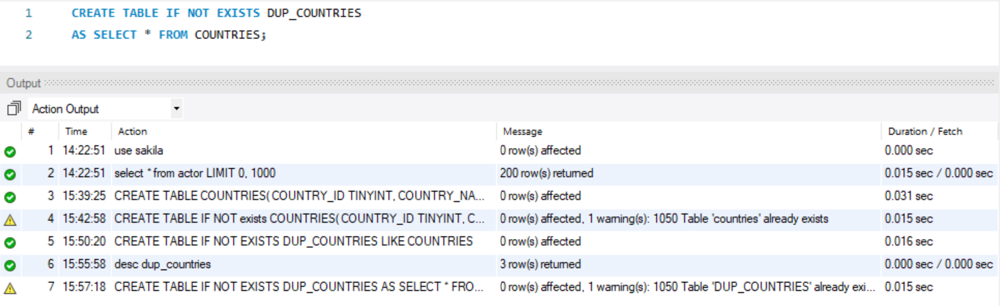 1 CREATE TABLE IF NOT EXISTS DUP_COUNTRIES
2 AS SELECT * FROM COUNTRIES;
Output
Action Output
# Time Action Message Duration / Fetch
1 14:22:51 use sakila 0 row(s) affected 0.000 sec
2 14:22:51 select * from actor LIMIT 0, 1000 200 row(s) returned 0.015 sec / 0.000 sec
3 15:39:25 CREATE TABLE COUNTRIES( COUNTRY_ID TINYINT, COUNTRY_NA... 0 row(s) affected 0.031 sec
4 15:42:58 CREATE TABLE IF NOT exists COUNTRIES( COUNTRY_ID TINYINT, C... 0 row(s) affected, 1 warning(s): 1050 Table 'countries' already exists 0.015 sec
5 15:50:20 CREATE TABLE IF NOT EXISTS DUP_COUNTRIES LIKE COUNTRIES 0 row(s) affected 0.016 sec
6 15:55:58 desc dup_countries 3 row(s) returned 0.000 sec / 0.000 sec
7 15:57:18 CREATE TABLE IF NOT EXISTS DUP_COUNTRIES AS SELECT * FRO... 0 row(s) affected, 1 warning(s): 1050 Table 'DUP_COUNTRIES' already exi... 0.015 sec